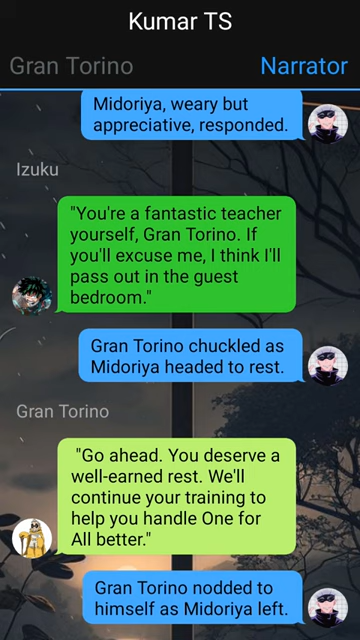 Kumar TS
Gran Torino
Narrator
Midoriya, weary but
appreciative, responded.
Izuku
"You're a fantastic teacher
yourself, Gran Torino. If
you'll excuse me, I think I'll
pass out in the guest
bedroom."
Gran Torino chuckled as
Midoriya headed to rest.
Gran Torino
"Go ahead. You deserve a
well-earned rest. We'll
continue your training to
help you handle One for
All better."
Gran Torino nodded to
himself as Midoriya left.